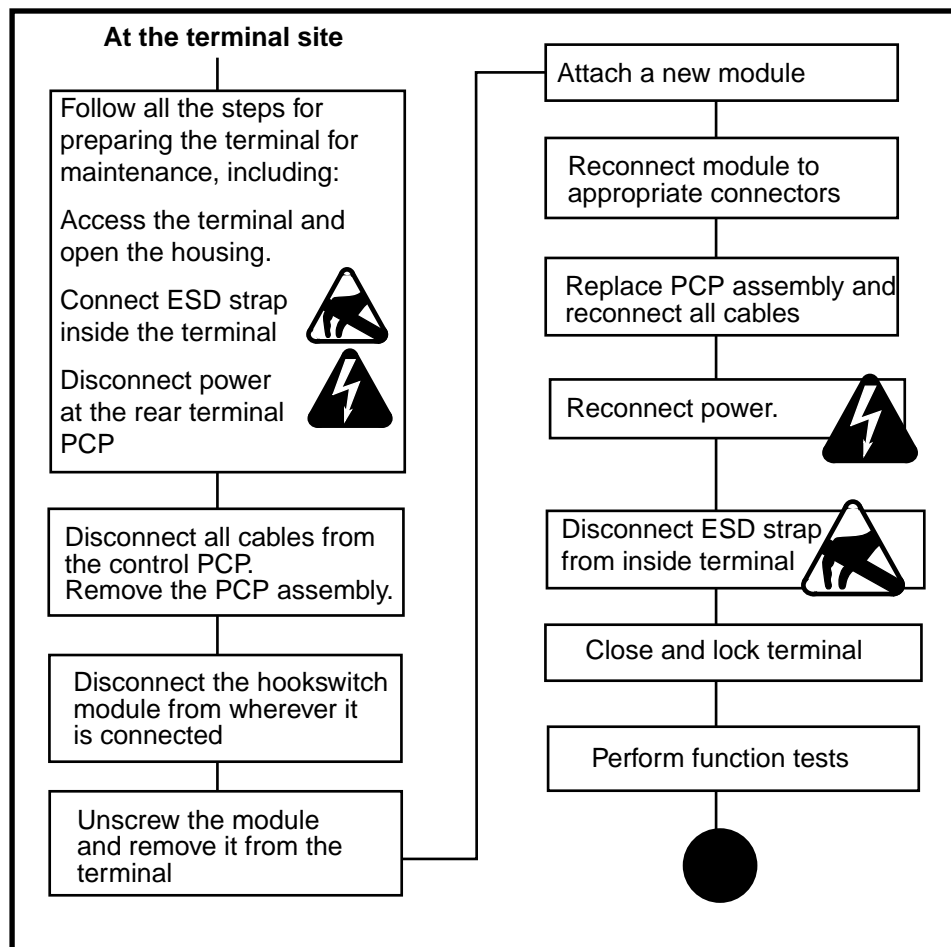 At the terminal site
Follow all the steps for
preparing the terminal for
maintenance, including:
Access the terminal and
open the housing.
Connect ESD strap
inside the terminal
Disconnect power
at the rear terminal
PCP
Disconnect all cables from
the control PCP.
Remove the PCP assembly.
Disconnect the hookswitch
module from wherever it
is connected
Unscrew the module
and remove it from the
terminal
Attach a new module
Reconnect module to
appropriate connectors
Replace PCP assembly and
reconnect all cables
Reconnect power.
Disconnect ESD strap
from inside terminal
Close and lock terminal
Perform function tests